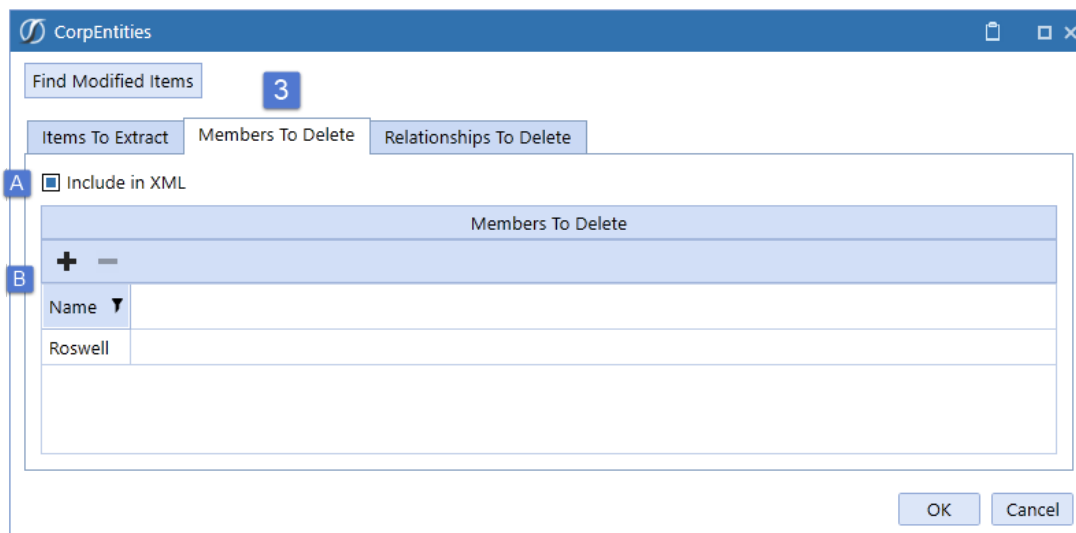 CorpEntities
Find Modified Items
3
Items To Extract Members To Delete Relationships To Delete
A Include in XML
Members To Delete
B
Name
Roswell
OK Cancel